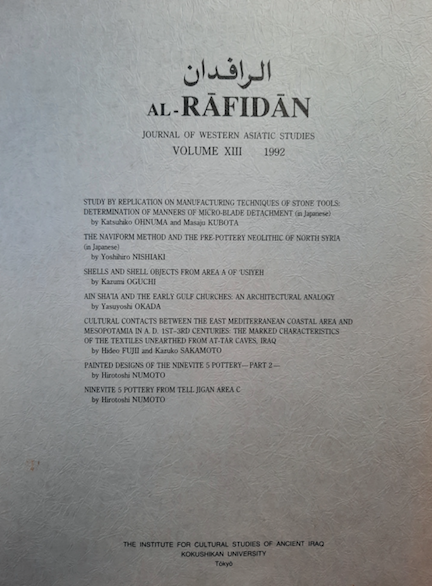 الرافدان
AL-RĀFIDĀN
JOURNAL OF WESTERN ASIATIC STUDIES
VOLUME XIII 1992
STUDY BY REPLICATION ON MANUFACTURING TECHNIQUES OF STONE TOOLS:
DETERMINATION OF MANNERS OF MICRO-BLADE DETACHMENT (in Japanese)
by Katsuhiko OHNUMA and Masaju KUBOTA
THE NAVIFORM METHOD AND THE PRE-POTTERY NEOLITHIC OF NORTH SYRIA
(in Japanese)
by Yoshihiro NISHIAKI
SHELLS AND SHELL OBJECTS FROM AREA A OF 'USIYEH
by Kazumi OGUCHI
AIN SHA'IA AND THE EARLY GULF CHURCHES: AN ARCHITECTURAL ANALOGY
by Yasuyoshi OKADA
CULTURAL CONTACTS BETWEEN THE EAST MEDITERRANEAN COASTAL AREA AND
MESOPOTAMIA IN A. D. 1ST–3RD CENTURIES: THE MARKED CHARACTERISTICS
OF THE TEXTILES UNEARTHED FROM AT-TAR CAVES, IRAQ
by Hideo FUJII and Kazuko SAKAMOTO
PAINTED DESIGNS OF THE NINEVITE 5 POTTERY— PART 2 —
by Hirotoshi NUMOTO
NINEVITE 5 POTTERY FROM TELL JIGAN AREA C
by Hirotoshi NUMOTO
THE INSTITUTE FOR CULTURAL STUDIES OF ANCIENT IRAQ
KOKUSHIKAN UNIVERSITY
Tōkyō